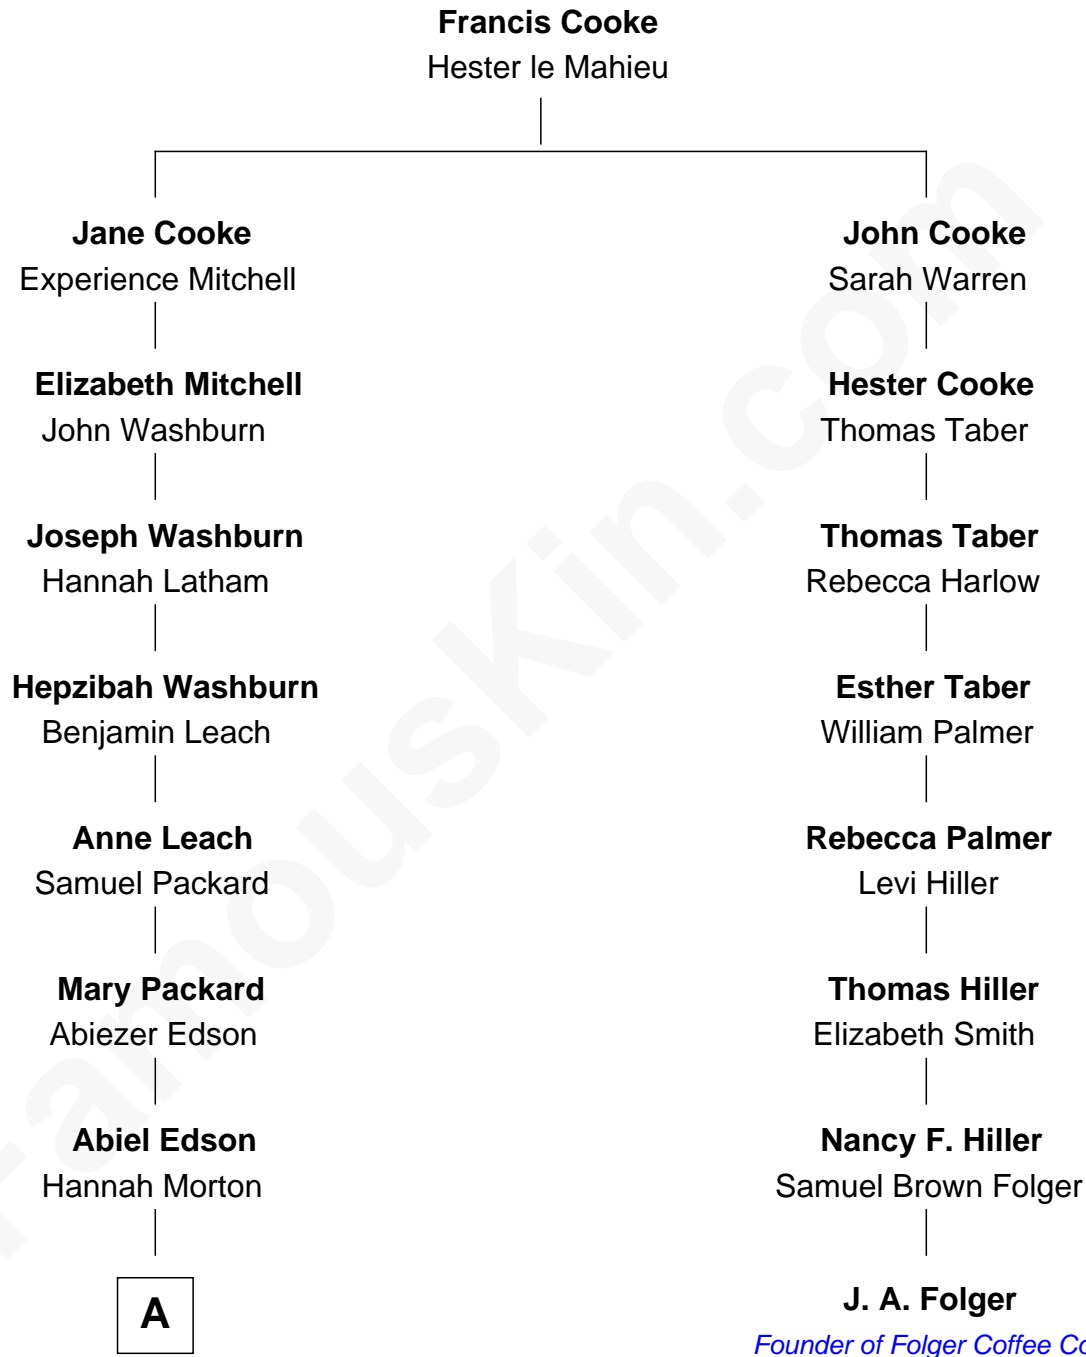 Francis Cooke
Hester le Mahieu
Jane Cooke
Experience Mitchell
John Cooke
Sarah Warren
Elizabeth Mitchell
John Washburn
Hester Cooke
Thomas Taber
Joseph Washburn
Hannah Latham
Thomas Taber
Rebecca Harlow
Hepzibah Washburn
Benjamin Leach
Esther Taber
William Palmer
Anne Leach
Samuel Packard
Rebecca Palmer
Levi Hiller
Mary Packard
Abiezer Edson
Thomas Hiller
Elizabeth Smith
Abiel Edson
Hannah Morton
Nancy F. Hiller
Samuel Brown Folger
A
J. A. Folger
Founder of Folger Coffee Co
FamousKin.com